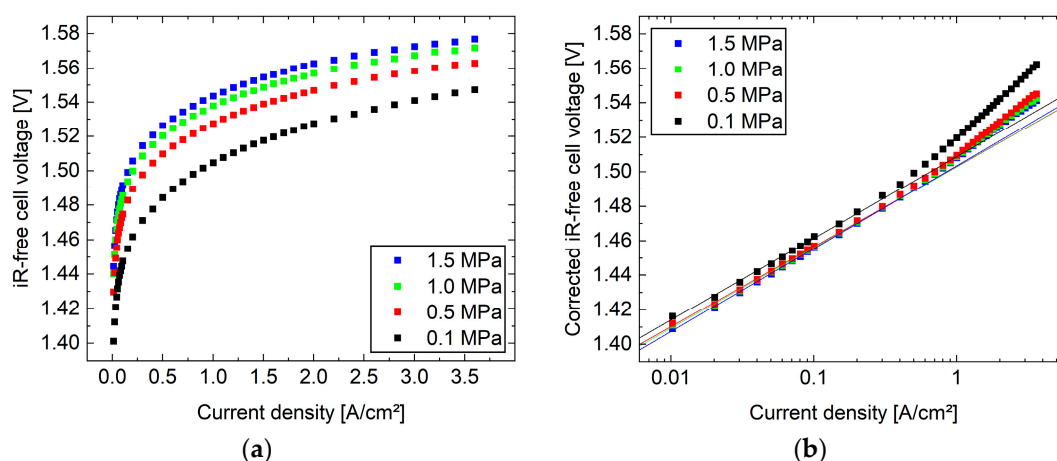 1.58
1.56
1.54
1.52
1.50
1.48
1.46
1.44
1.42
1.40
iR-free cell voltage [V]
1.5 MPa
1.0 MPa
0.5 MPa
0.1 MPa
0.0 0.5 1.0 1.5 2.0 2.5 3.0 3.5
Current density [A/cm²]
(a)
1.58
1.56
1.54
1.52
1.50
1.48
1.46
1.44
1.42
1.40
Corrected iR-free cell voltage [V]
1.5 MPa
1.0 MPa
0.5 MPa
0.1 MPa
0.01 0.1 1
Current density [A/cm²]
(b)